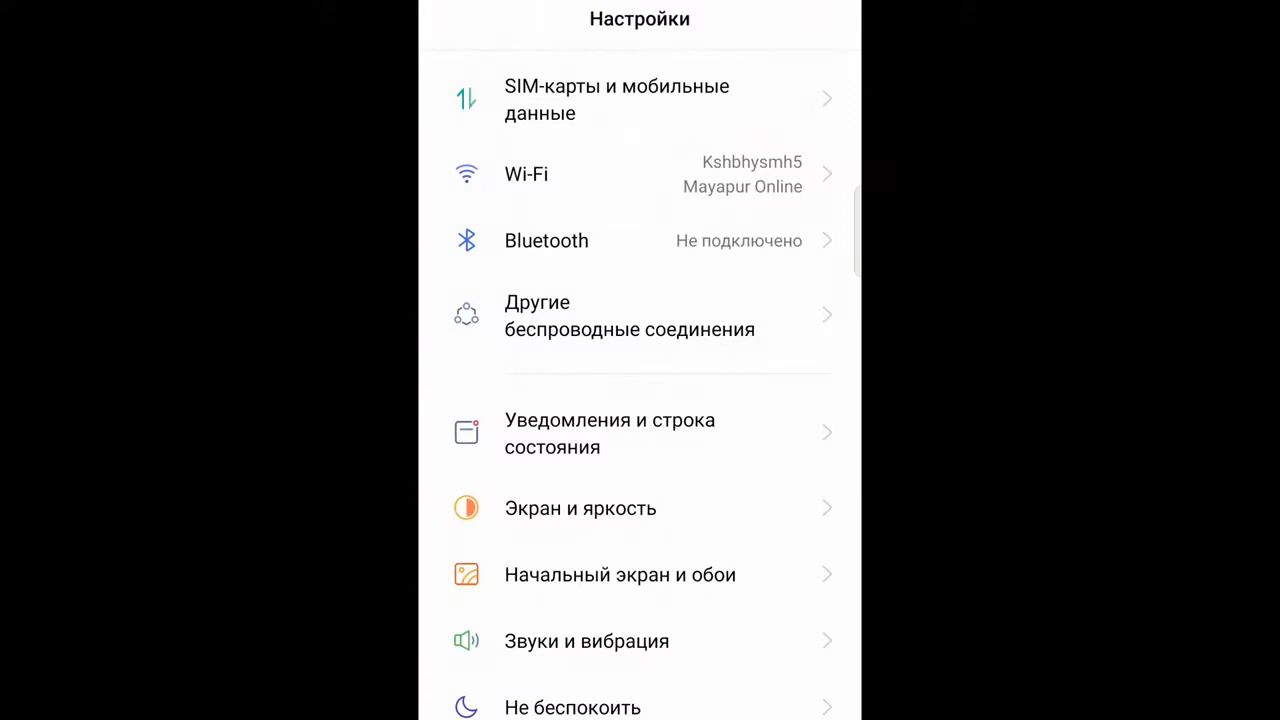 Настройки
SIM-карты и мобильные
данные
Wi-Fi
Kshbhysmh5
Mayapur Online
Bluetooth
Не подключено
Другие
беспроводные соединения
Уведомления и строка
состояния
Экран и яркость
Начальный экран и обои
Звуки и вибрация
Не беспокоить